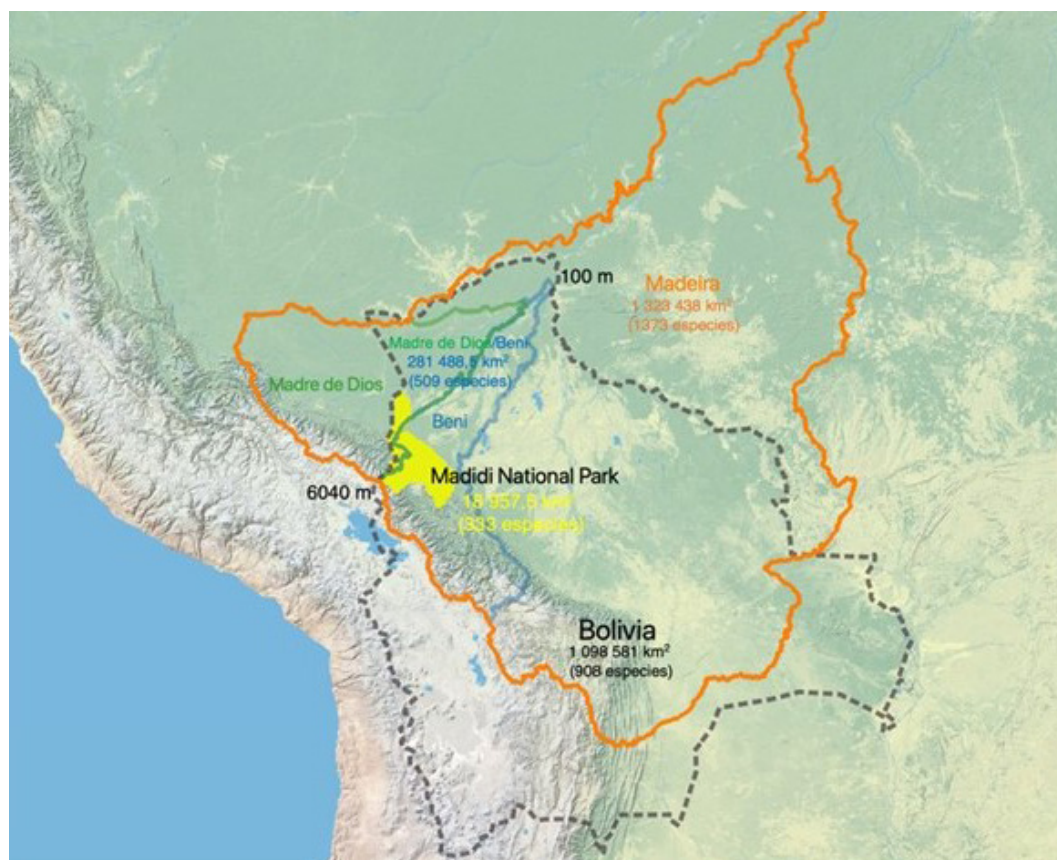 100 m
Madeira
1 323 438 km²
(1373 especies)
Madre de Dios/Beni
281 488,5 km²
(509 especies)
Madre de Dios
Beni
Madidi National Park
6040 m
18 957,5 km²
(333 especies)
Bolivia
1 098 581 km²
(908 especies)